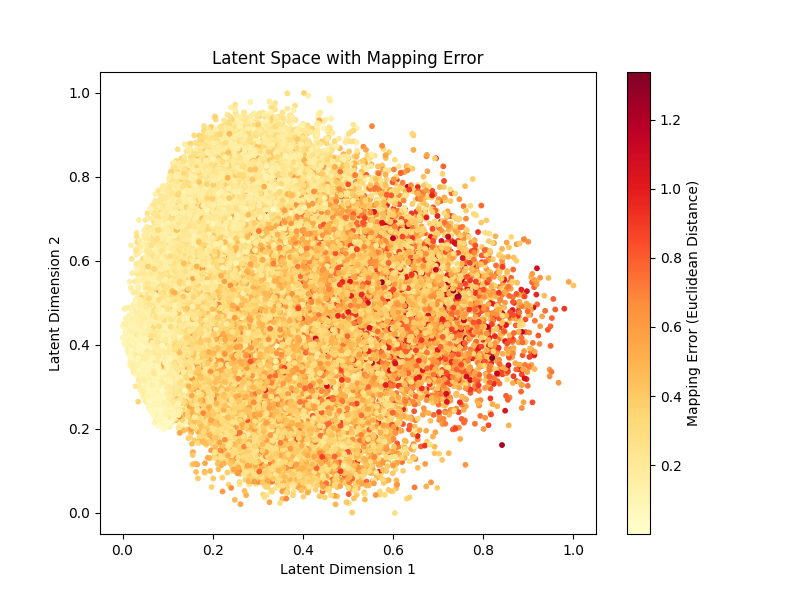 Latent Space with Mapping Error
Latent Dimension 2
1.0
0.8
0.6
0.4
0.2
0.0
0.0 0.2 0.4 0.6 0.8 1.0
Latent Dimension 1
1.2
1.0
0.8
0.6
0.4
0.2
Mapping Error (Euclidean Distance)